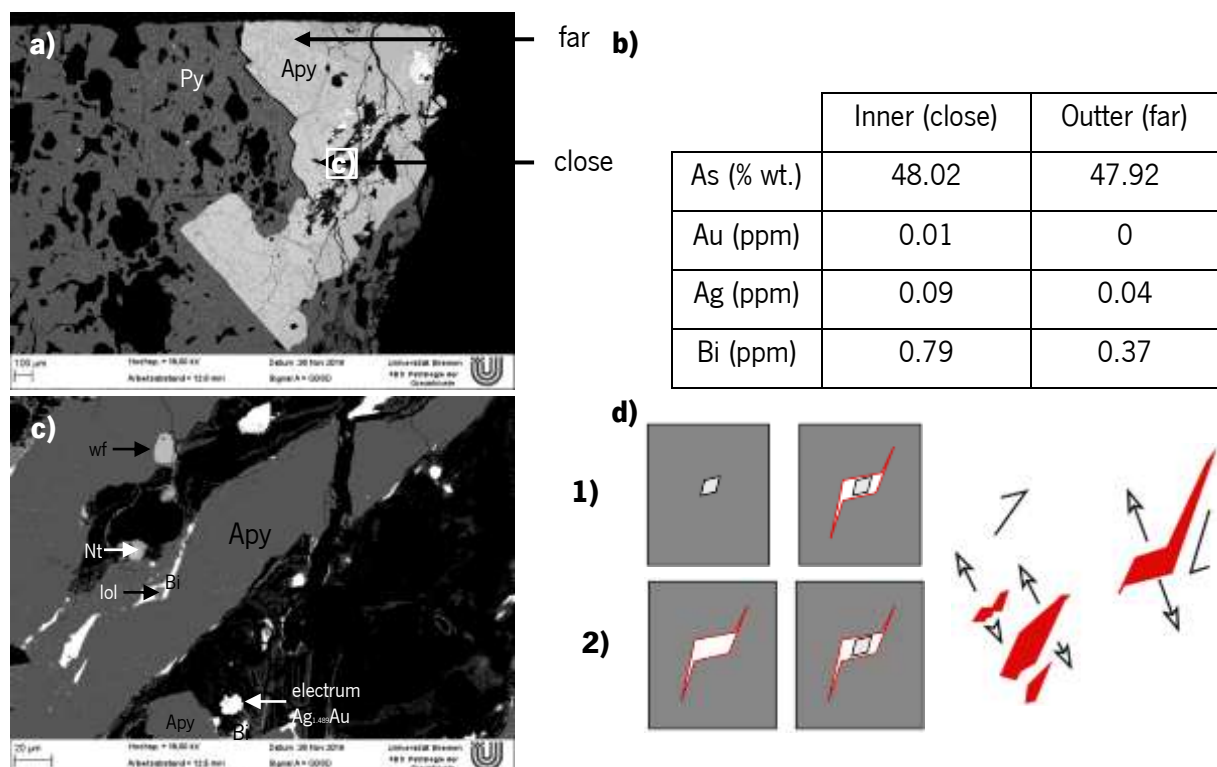 a)
Py
Apy
far
c)
close
100 µm
b)
Inner (close) Outter (far)
As (% wt.) 48.02 47.92
Au (ppm) 0.01 0
Ag (ppm) 0.09 0.04
Bi (ppm) 0.79 0.37
c)
wf
Nt
lol
Bi
Apy
electrum
Ag1.489Au
Apy
Bi
20 µm
d)
1)
2)